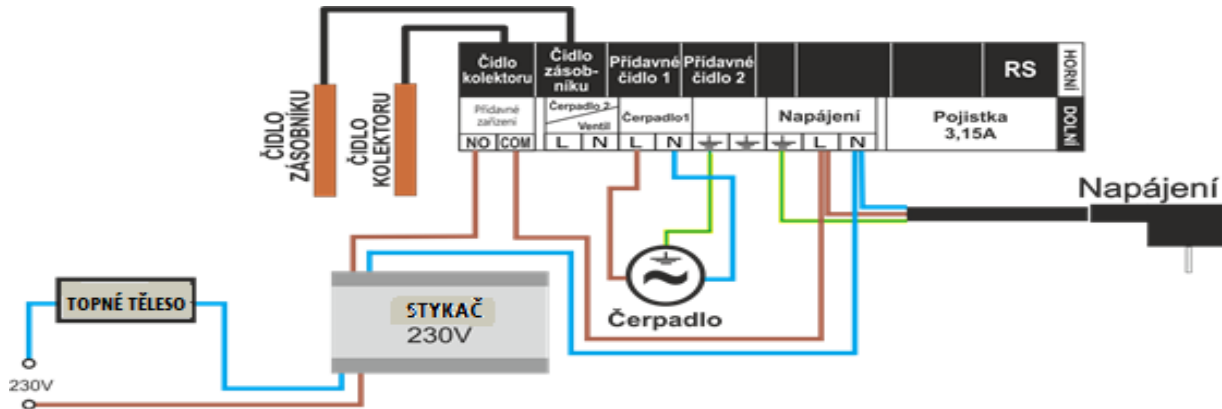 Čidlo kolektoru
Čidlo zásob-níku
Přídavné čidlo 1
Přídavné čidlo 2
RS
HORNÍ
Přídavné zařízení
Čerpadlo 2
Ventil
Čerpadlo1
Napájení
Pojistka
3,15A
DOLNÍ
NO COM L N L N L N
ČIDLO ZÁSOBNÍKU
ČIDLO KOLEKTORU
Napájení
TOPNÉ TĚLESO
STYKAČ
230V
Čerpadlo
230V